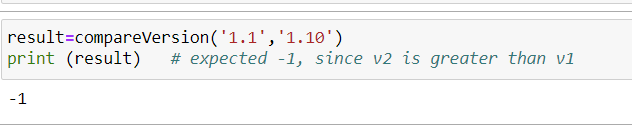 result=compareVersion('1.1','1.10')
print (result)   # expected -1, since v2 is greater than v1
-1